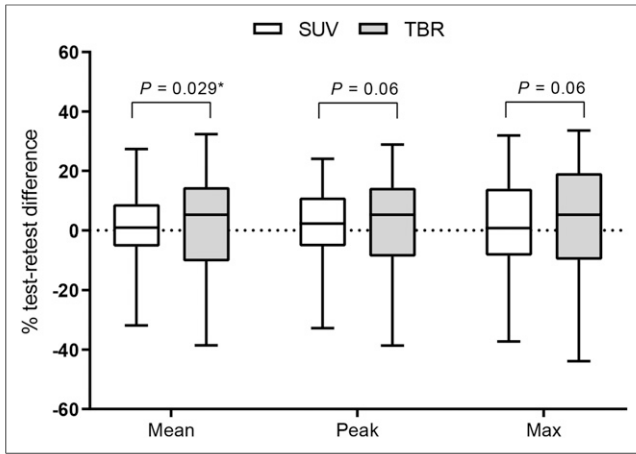 SUV TBR
60
40
20
0
-20
-40
-60
% test-retest difference
P = 0.029*
P = 0.06
P = 0.06
Mean Peak Max